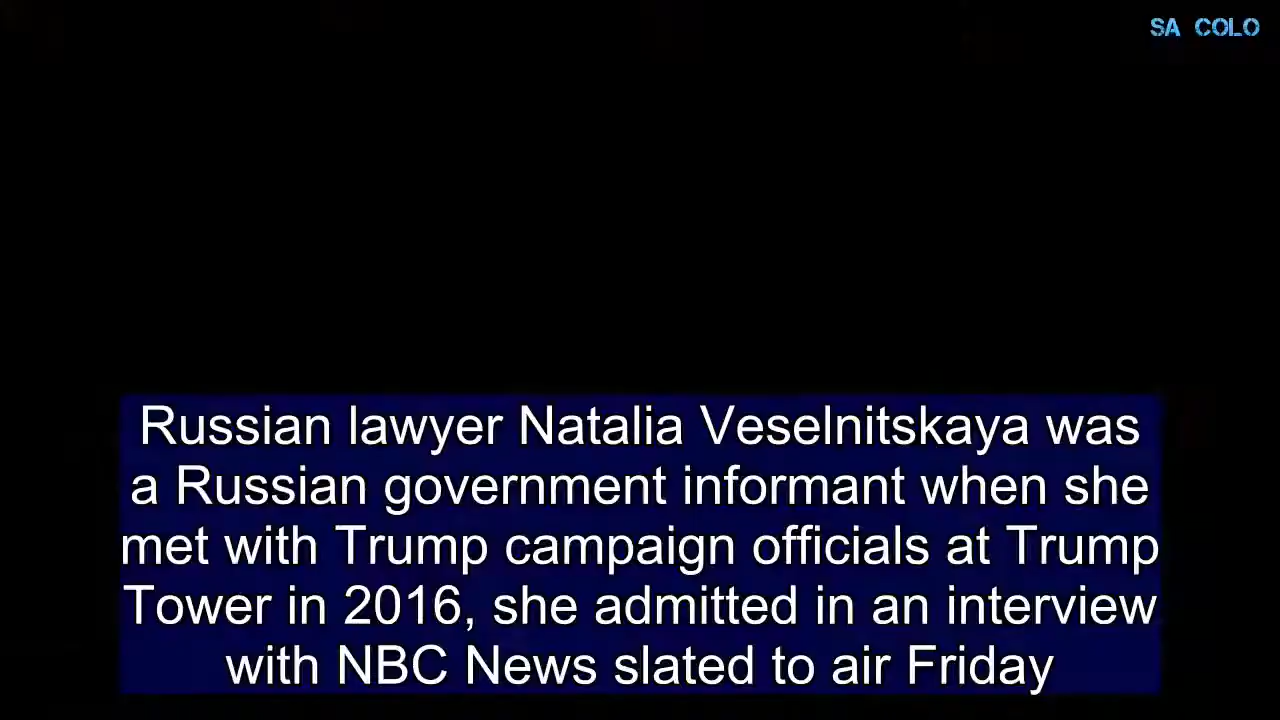 SA COLO
Russian lawyer Natalia Veselnitskaya was
a Russian government informant when she
met with Trump campaign officials at Trump
Tower in 2016, she admitted in an interview
with NBC News slated to air Friday